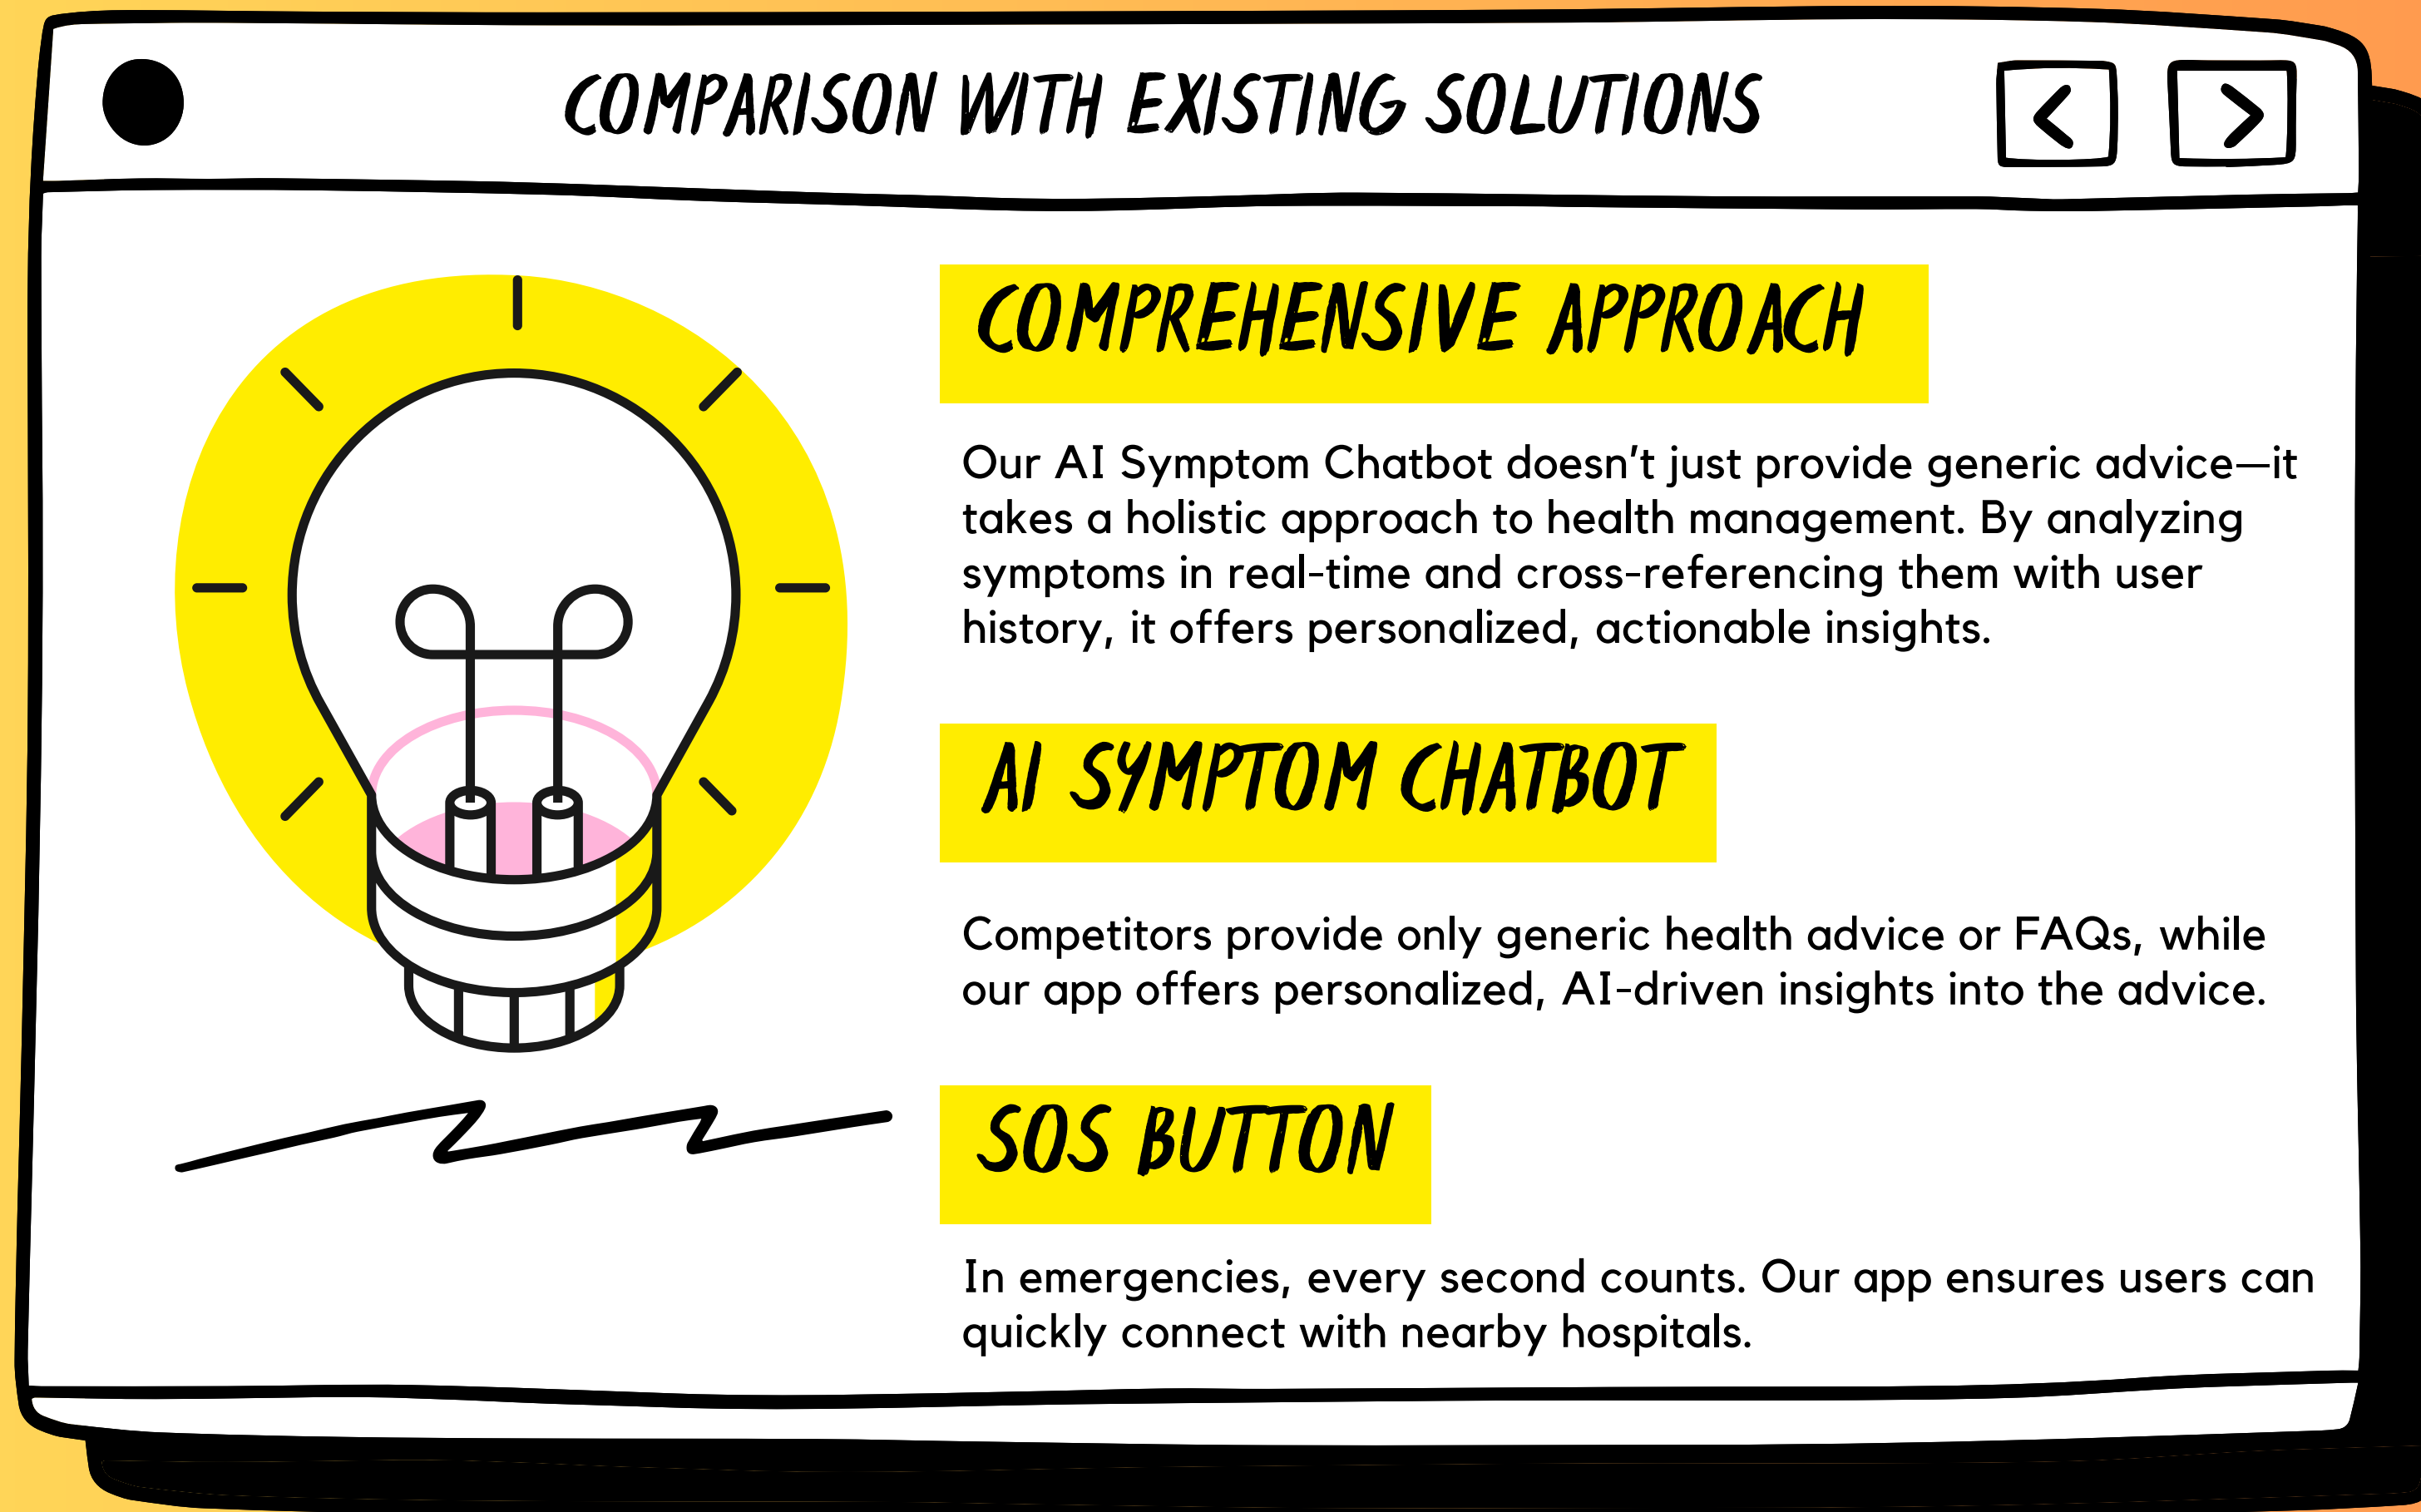 COMPARISON WITH EXISTING SOLUTIONS
COMPREHENSIVE APPROACH
Our AI Symptom Chatbot doesn’t just provide generic advice—it
takes a holistic approach to health management. By analyzing
symptoms in real-time and cross-referencing them with user
history, it offers personalized, actionable insights.
AI SYMPTOM CHATBOT
Competitors provide only generic health advice or FAQs, while
our app offers personalized, AI-driven insights into the advice.
SOS BUTTON
In emergencies, every second counts. Our app ensures users can
quickly connect with nearby hospitals.